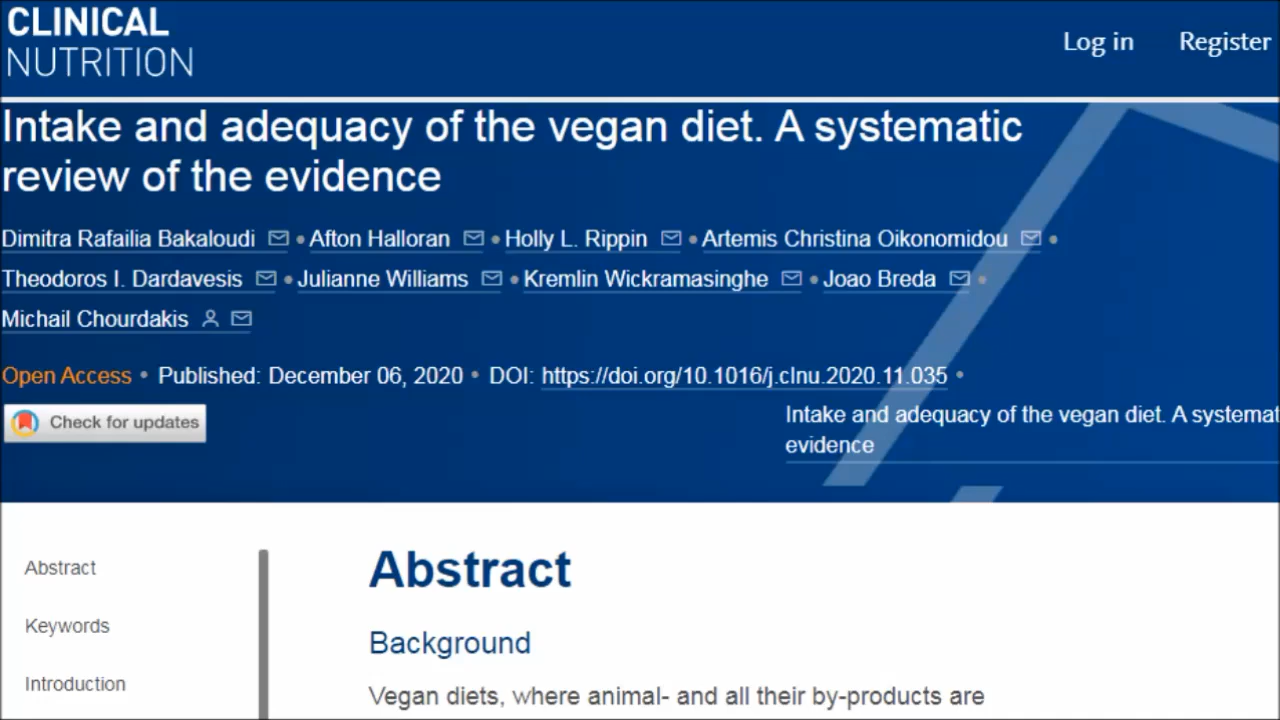 CLINICAL
NUTRITION
Log in Register
Intake and adequacy of the vegan diet. A systematic
review of the evidence
Dimitra Rafailia Bakaloudi • Afton Halloran • Holly L. Rippin • Artemis Christina Oikonomidou •
Theodoros I. Dardavesis • Julianne Williams • Kremlin Wickramasinghe • Joao Breda •
Michail Chourdakis
Open Access • Published: December 06, 2020 • DOI: https://doi.org/10.1016/j.clnu.2020.11.035 •
Check for updates
Intake and adequacy of the vegan diet. A systemat
evidence
Abstract
Keywords
Introduction
Abstract
Background
Vegan diets, where animal- and all their by-products are